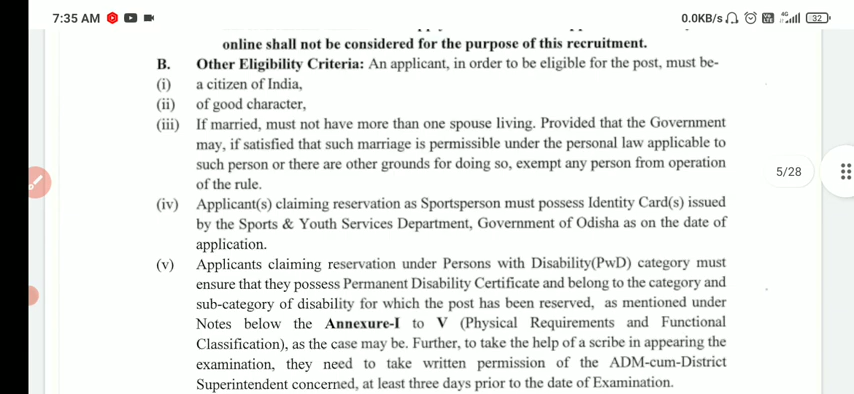 7:35 AM 0.0KB/s 4G 32
online shall not be considered for the purpose of this recruitment.
B. Other Eligibility Criteria: An applicant, in order to be eligible for the post, must be-
(i) a citizen of India,
(ii) of good character,
(iii) If married, must not have more than one spouse living. Provided that the Government
may, if satisfied that such marriage is permissible under the personal law applicable to
such person or there are other grounds for doing so, exempt any person from operation
of the rule.
5/28
(iv) Applicant(s) claiming reservation as Sportsperson must possess Identity Card(s) issued
by the Sports & Youth Services Department, Government of Odisha as on the date of
application.
(v) Applicants claiming reservation under Persons with Disability(PwD) category must
ensure that they possess Permanent Disability Certificate and belong to the category and
sub-category of disability for which the post has been reserved, as mentioned under
Notes below the Annexure-I to V (Physical Requirements and Functional
Classification), as the case may be. Further, to take the help of a scribe in appearing the
examination, they need to take written permission of the ADM-cum-District
Superintendent concerned, at least three days prior to the date of Examination.